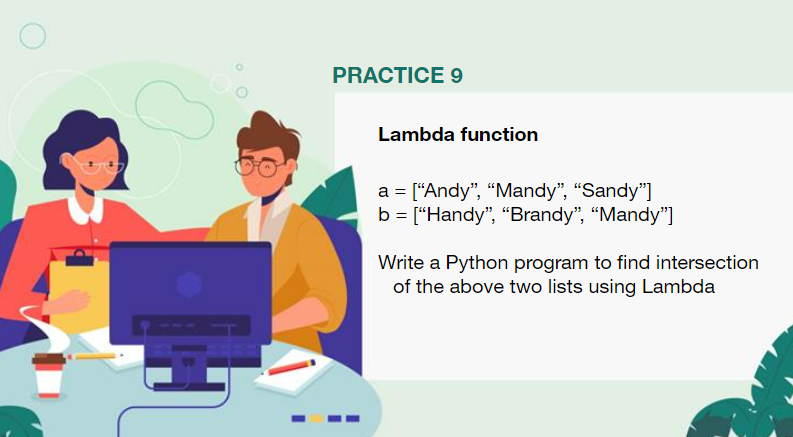 PRACTICE 9
Lambda function
a = [“Andy”, “Mandy”, “Sandy”]
b = [“Handy”, “Brandy”, “Mandy”]
Write a Python program to find intersection
of the above two lists using Lambda